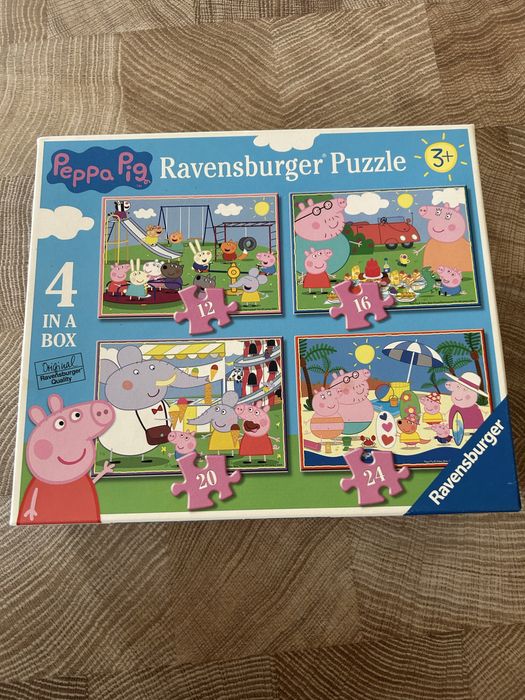 Peppa Pig
Ravensburger® Puzzle
3+
4
IN A
BOX
Original
Ravensburger
Quality
12
16
20
24
Ravensburger